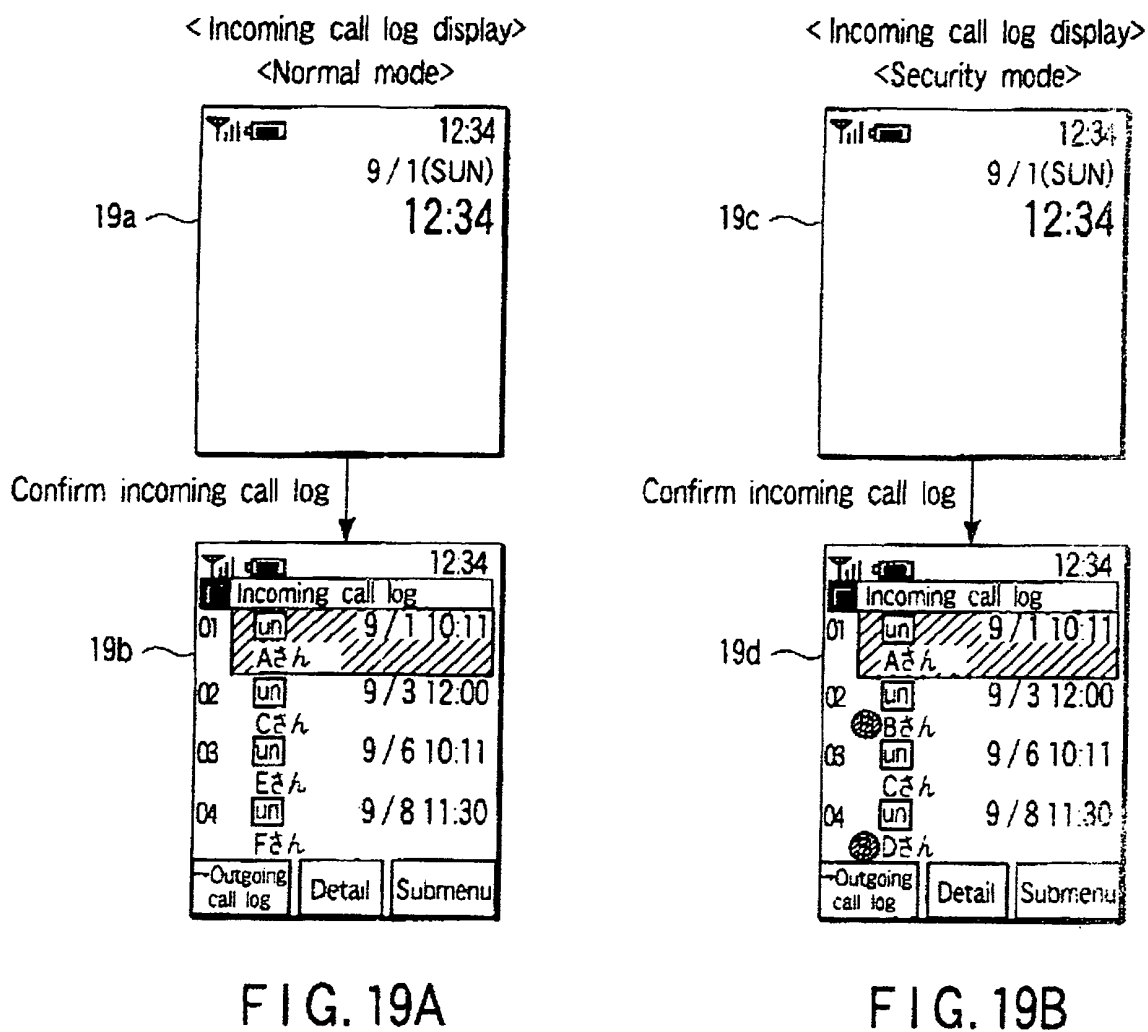 <Incoming call log display>
<Normal mode>
12:34
9/1(SUN)
12:34
19a
Confirm incoming call log
12:34
Incoming call log
01 un 9/1 10:11
Aさん
02 un 9/3 12:00
Cさん
03 un 9/6 10:11
Eさん
04 un 9/8 11:30
Fさん
Outgoing call log
Detail
Submenu
19b
FIG. 19A
<Incoming call log display>
<Security mode>
12:34
9/1(SUN)
12:34
19c
Confirm incoming call log
12:34
Incoming call log
01 un 9/1 10:11
Aさん
02 un 9/3 12:00
Bさん
03 un 9/6 10:11
Cさん
04 un 9/8 11:30
Dさん
Outgoing call log
Detail
Submenu
19d
FIG. 19B